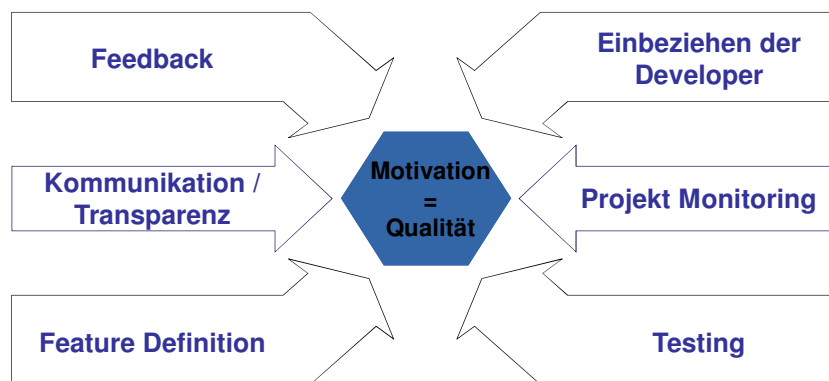 Feedback
Einbeziehen der
Developer
Kommunikation /
Transparenz
Motivation
=
Qualität
Projekt Monitoring
Feature Definition
Testing